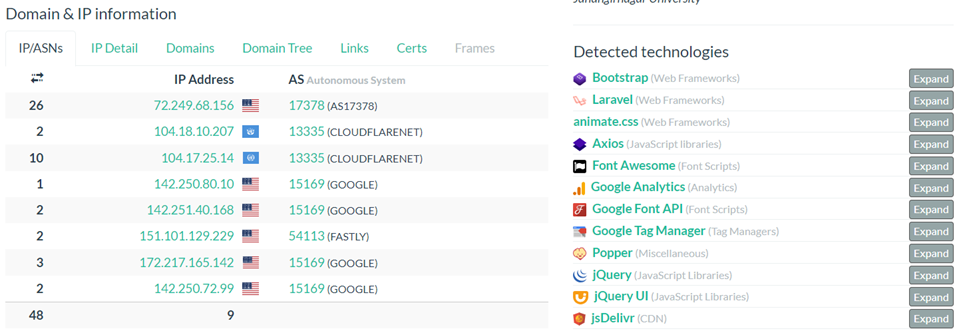 Domain & IP information
IP/ASNs IP Detail Domains Domain Tree Links Certs Frames
IP Address AS Autonomous System
26 72.249.68.156 17378 (AS17378)
2 104.18.10.207 13335 (CLOUDFLARENET)
10 104.17.25.14 13335 (CLOUDFLARENET)
1 142.250.80.10 15169 (GOOGLE)
2 142.251.40.168 15169 (GOOGLE)
2 151.101.129.229 54113 (FASTLY)
3 172.217.165.142 15169 (GOOGLE)
2 142.250.72.99 15169 (GOOGLE)
48 9
Jahangirnagar University
Detected technologies
Bootstrap (Web Frameworks) Expand
Laravel (Web Frameworks) Expand
animate.css (Web Frameworks) Expand
Axios (JavaScript libraries) Expand
Font Awesome (Font Scripts) Expand
Google Analytics (Analytics) Expand
Google Font API (Font Scripts) Expand
Google Tag Manager (Tag Managers) Expand
Popper (Miscellaneous) Expand
jQuery (JavaScript Libraries) Expand
jQuery UI (JavaScript Libraries) Expand
jsDelivr (CDN) Expand